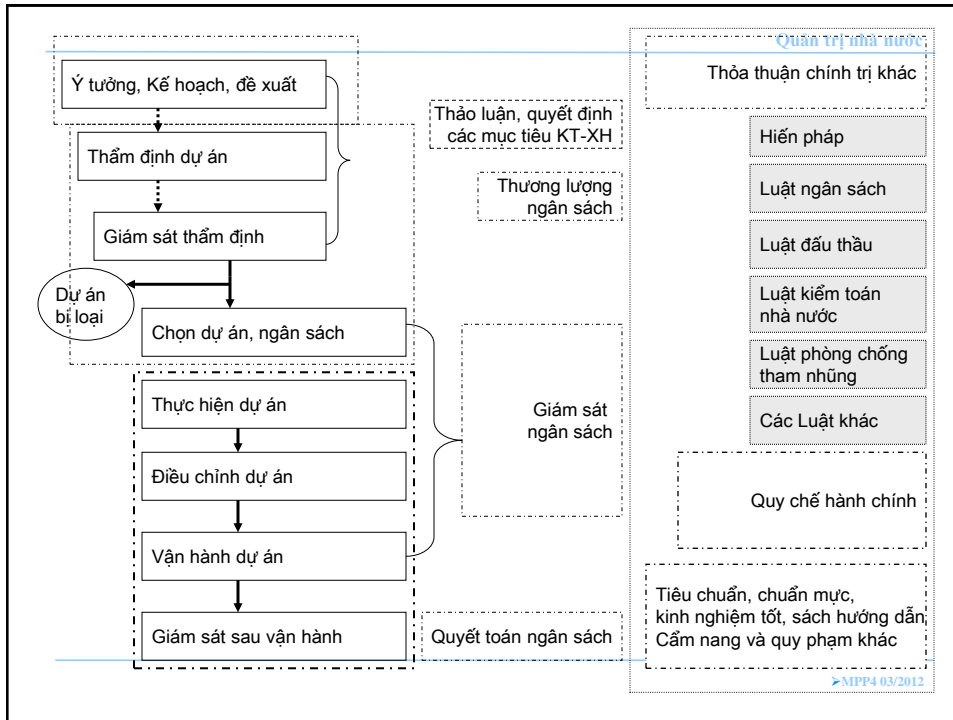 Quản trị nhà nước
Ý tưởng, Kế hoạch, đề xuất
Thẩm định dự án
Giám sát thẩm định
Dự án
bị loại
Chọn dự án, ngân sách
Thực hiện dự án
Điều chỉnh dự án
Vận hành dự án
Giám sát sau vận hành
Thảo luận, quyết định
các mục tiêu KT-XH
Thương lượng
ngân sách
Giám sát
ngân sách
Quyết toán ngân sách
Thỏa thuận chính trị khác
Hiến pháp
Luật ngân sách
Luật đấu thầu
Luật kiểm toán
nhà nước
Luật phòng chống
tham nhũng
Các Luật khác
Quy chế hành chính
Tiêu chuẩn, chuẩn mực,
kinh nghiệm tốt, sách hướng dẫn
Cẩm nang và quy phạm khác
➢MPP4 03/2012